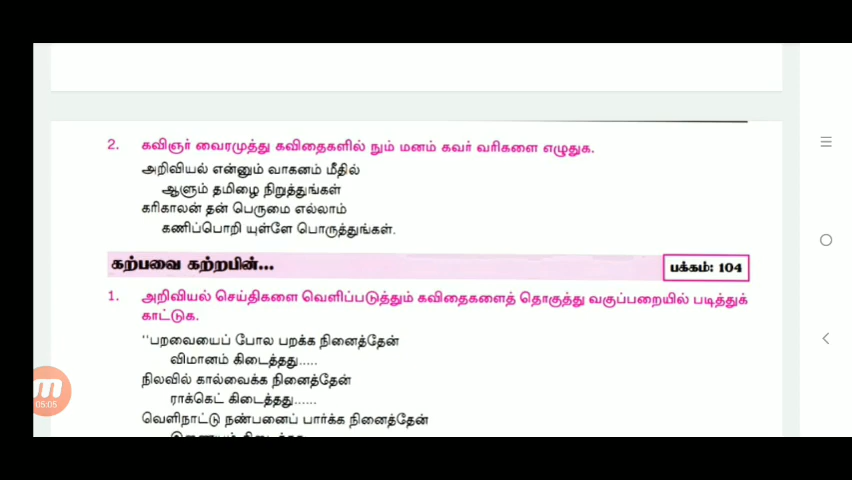 2. கவிஞர் வைரமுத்து கவிதைகளில் நும் மனம் கவர் வரிகளை எழுதுக.
அறிவியல் என்னும் வாகனம் மீதில்
ஆளும் தமிழை நிறுத்துங்கள்
கரிகாலன் தன் பெருமை எல்லாம்
கணிப்பொறி யுள்ளே பொருத்துங்கள்.
கற்பவை கற்றபின்... பக்கம்: 104
1. அறிவியல் செய்திகளை வெளிப்படுத்தும் கவிதைகளைத் தொகுத்து வகுப்பறையில் படித்துக்
காட்டுக.
"பறவையைப் போல பறக்க நினைத்தேன்
விமானம் கிடைத்தது.....
நிலவில் கால்வைக்க நினைத்தேன்
ராக்கெட் கிடைத்தது......
வெளிநாட்டு நண்பனைப் பார்க்க நினைத்தேன்
05:05